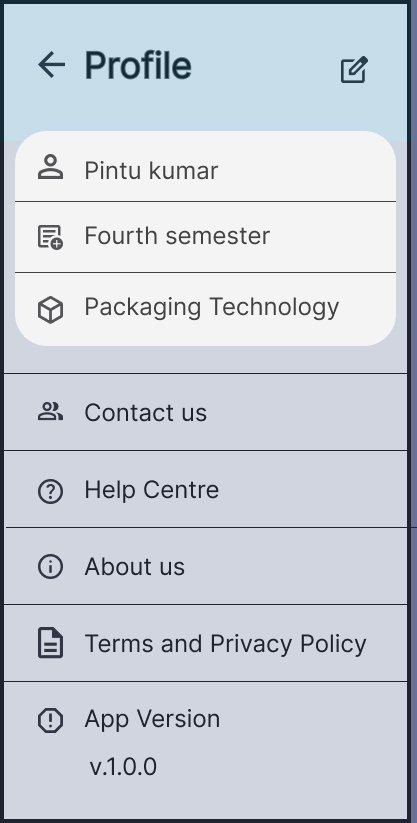 Profile
Pintu kumar
Fourth semester
Packaging Technology
Contact us
Help Centre
About us
Terms and Privacy Policy
App Version
v.1.0.0